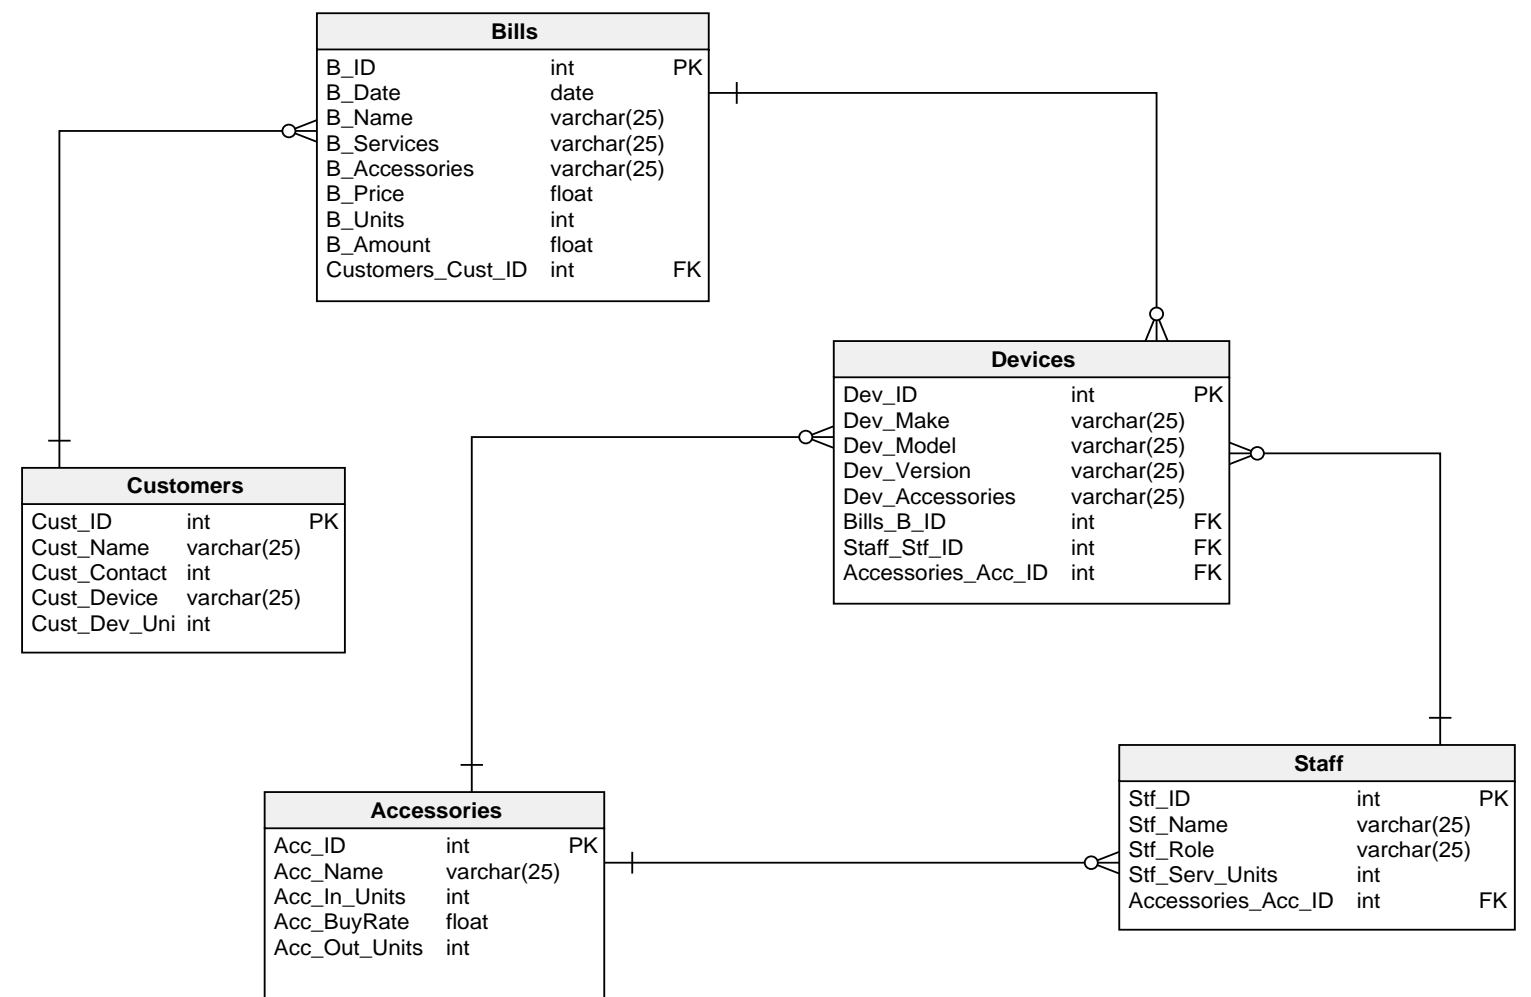 Bills
B_ID int PK
B_Date date
B_Name varchar(25)
B_Services varchar(25)
B_Accessories varchar(25)
B_Price float
B_Units int
B_Amount float
Customers_Cust_ID int FK
Devices
Dev_ID int PK
Dev_Make varchar(25)
Dev_Model varchar(25)
Dev_Version varchar(25)
Dev_Accessories varchar(25)
Bills_B_ID int FK
Staff_Stf_ID int FK
Accessories_Acc_ID int FK
Customers
Cust_ID int PK
Cust_Name varchar(25)
Cust_Contact int
Cust_Device varchar(25)
Cust_Dev_Uni int
Staff
Stf_ID int PK
Stf_Name varchar(25)
Stf_Role varchar(25)
Stf_Serv_Units int
Accessories_Acc_ID int FK
Accessories
Acc_ID int PK
Acc_Name varchar(25)
Acc_In_Units int
Acc_BuyRate float
Acc_Out_Units int